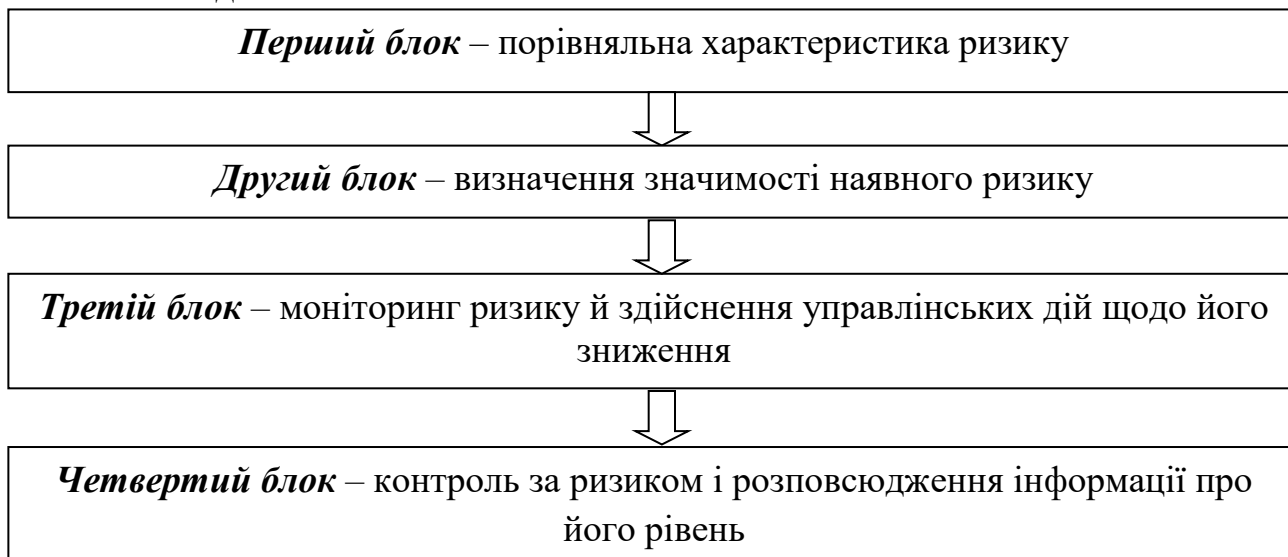 Перший блок – порівняльна характеристика ризику
Другий блок – визначення значимості наявного ризику
Третій блок – моніторинг ризику й здійснення управлінських дій щодо його
зниження
Четвертий блок – контроль за ризиком і розповсюдження інформації про
його рівень